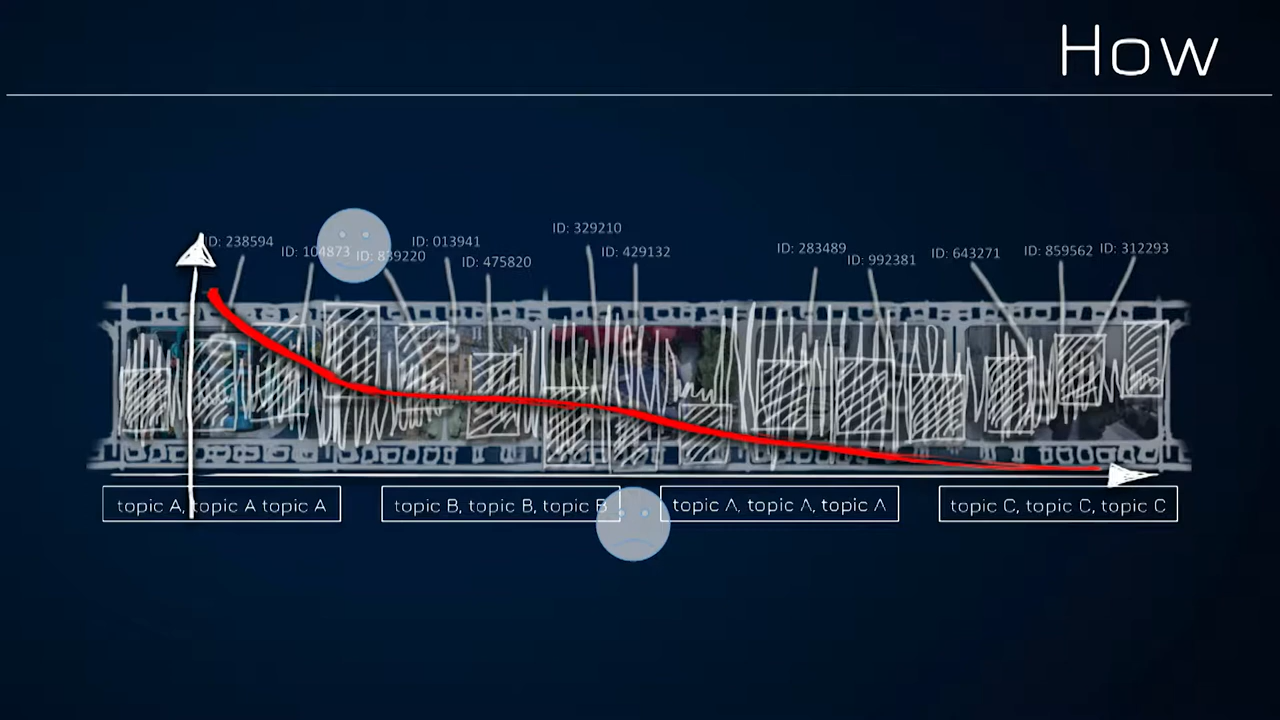 How
ID: 238594
ID: 104873
ID: 839220
ID: 013941
ID: 475820
ID: 329210
ID: 429132
ID: 283489
ID: 992381
ID: 643271
ID: 859562
ID: 312293
topic A, topic A topic A
topic B, topic B, topic B
topic A, topic A, topic A
topic C, topic C, topic C